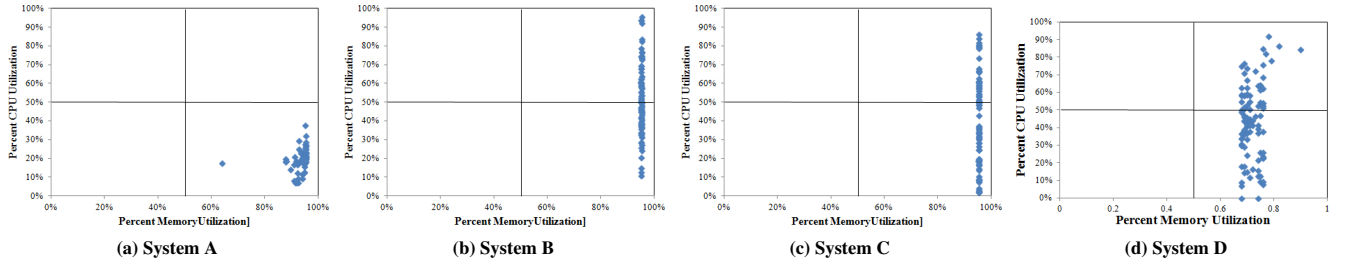 100%
90%
80%
70%
60%
50%
40%
30%
20%
10%
0%
Percent CPU Utilization
0% 20% 40% 60% 80% 100%
Percent MemoryUtilization]
(a) System A
100%
90%
80%
70%
60%
50%
40%
30%
20%
10%
0%
Percent CPU Utilization
0% 20% 40% 60% 80% 100%
Percent MemoryUtilization]
(b) System B
100%
90%
80%
70%
60%
50%
40%
30%
20%
10%
0%
Percent CPU Utilization
0% 20% 40% 60% 80% 100%
Percent MemoryUtilization]
(c) System C
100%
90%
80%
70%
60%
50%
40%
30%
20%
10%
0%
Percent CPU Utilization
0 0.2 0.4 0.6 0.8 1
Percent Memory Utilization
(d) System D